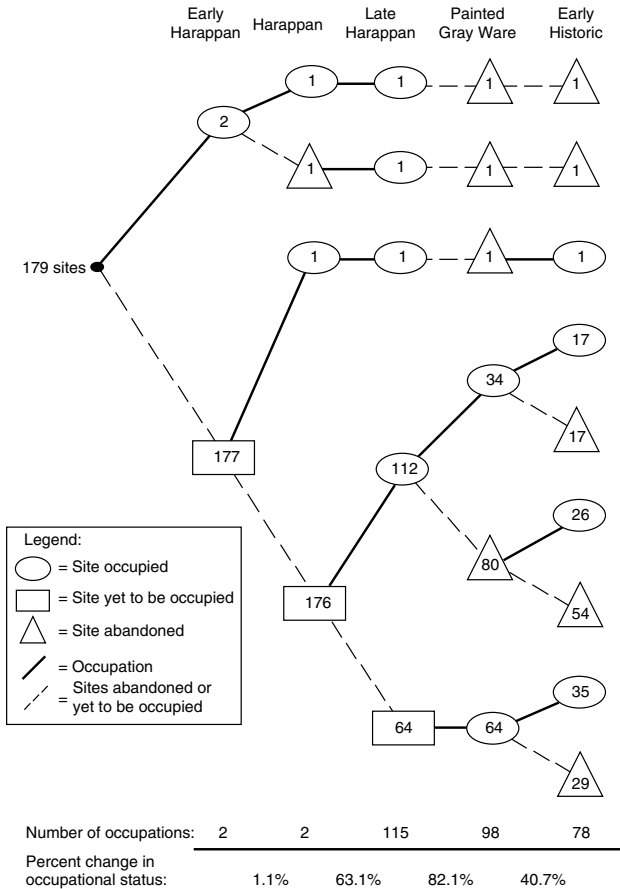 Early Harappan
Harappan
Late Harappan
Painted Gray Ware
Early Historic
1
1
1
1
2
1
1
1
1
179 sites
1
1
1
1
17
34
17
177
112
26
80
54
176
35
64
64
29
Legend:
= Site occupied
= Site yet to be occupied
= Site abandoned
= Occupation
= Sites abandoned or
yet to be occupied
Number of occupations: 2 2 115 98 78
Percent change in
occupational status: 1.1% 63.1% 82.1% 40.7%